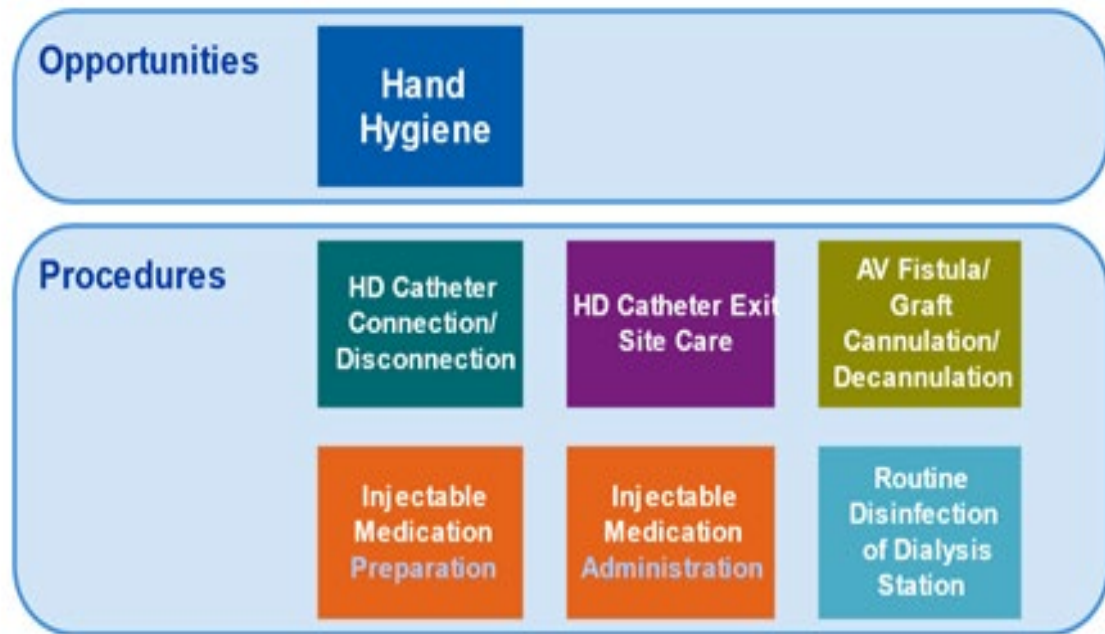 Opportunities
Hand
Hygiene
Procedures
HD Catheter
Connection/
Disconnection
HD Catheter Exit
Site Care
AV Fistula/
Graft
Cannulation/
Decannulation
Injectable
Medication
Preparation
Injectable
Medication
Administration
Routine
Disinfection
of Dialysis
Station